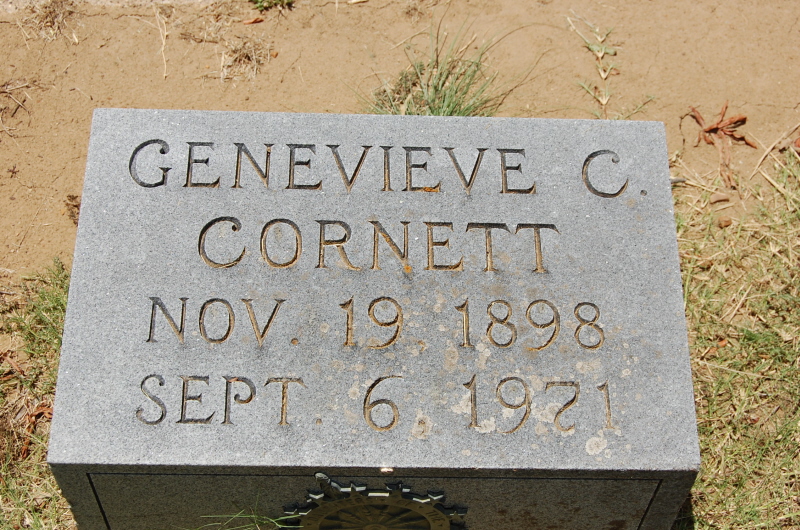 GENEVIEVE C.
CORNETT
NOV. 19. 1898
SEPT. 6. 1971